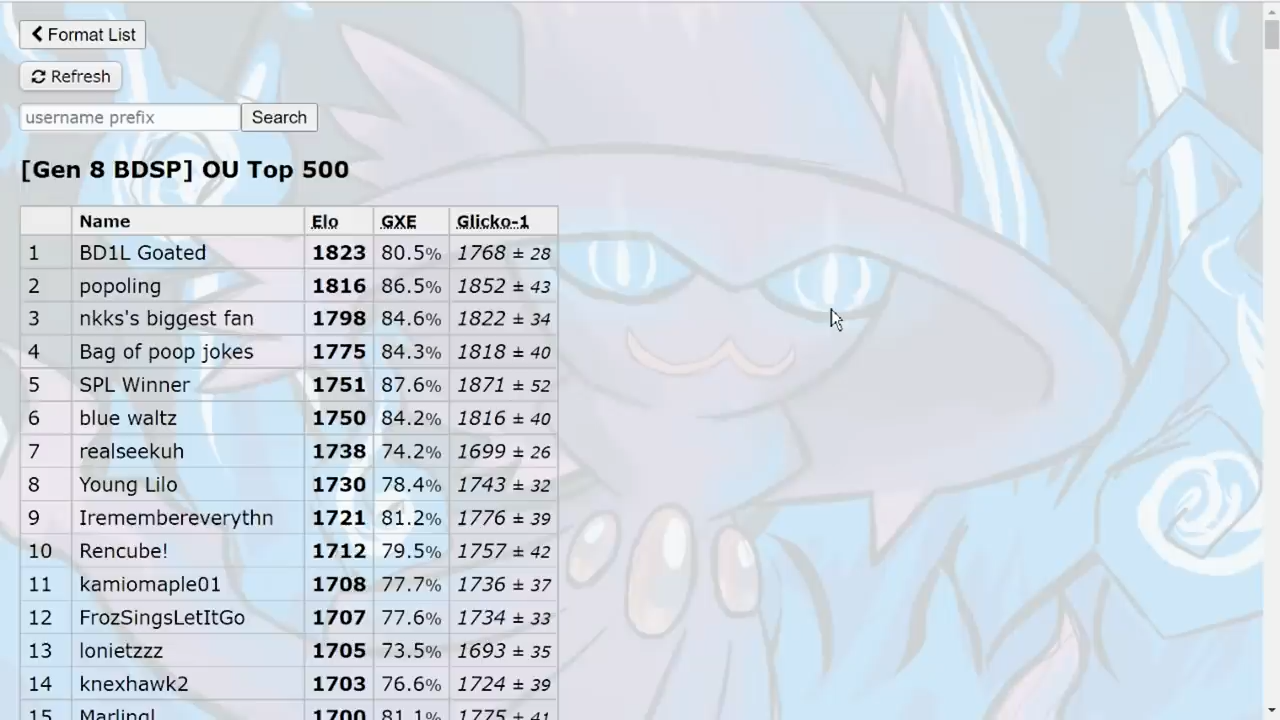 Format List
Refresh
username prefix Search
[Gen 8 BDSP] OU Top 500
Name Elo GXE Glicko-1
1 BD1L Goated 1823 80.5% 1768 ± 28
2 popoling 1816 86.5% 1852 ± 43
3 nkks's biggest fan 1798 84.6% 1822 ± 34
4 Bag of poop jokes 1775 84.3% 1818 ± 40
5 SPL Winner 1751 87.6% 1871 ± 52
6 blue waltz 1750 84.2% 1816 ± 40
7 realseekuh 1738 74.2% 1699 ± 26
8 Young Lilo 1730 78.4% 1743 ± 32
9 Iremembereverythn 1721 81.2% 1776 ± 39
10 Rencube! 1712 79.5% 1757 ± 42
11 kamiomaple01 1708 77.7% 1736 ± 37
12 FrozSingsLetItGo 1707 77.6% 1734 ± 33
13 lonietzzz 1705 73.5% 1693 ± 35
14 knexhawk2 1703 76.6% 1724 ± 39
15 1700 81.1% 1775 ± 41